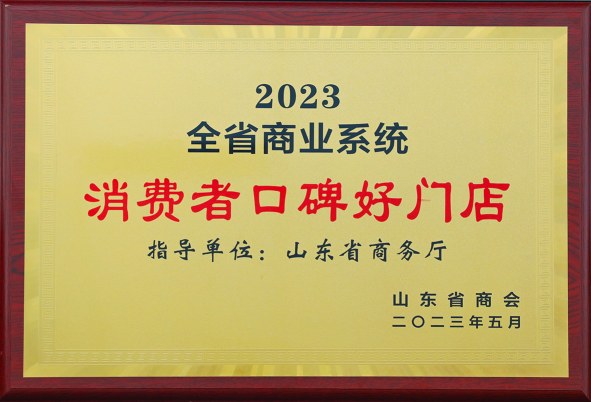 2023
全省商业系统
消费者口碑好门店
指导单位：山东省商务厅
山东省商会
二〇二三年五月